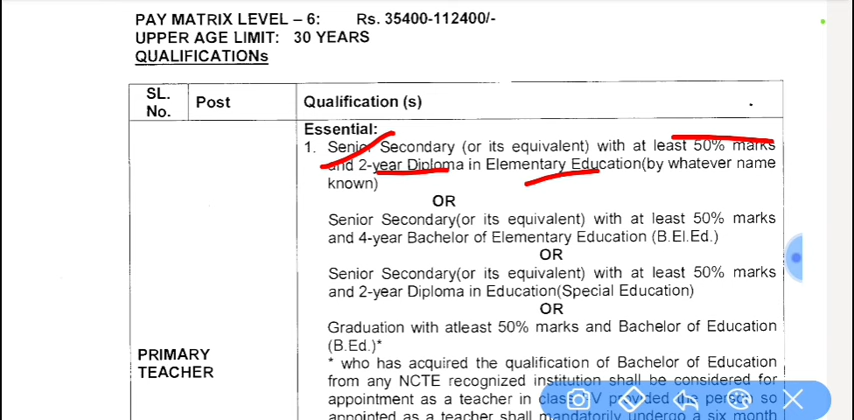 PAY MATRIX LEVEL – 6: Rs. 35400-112400/-
UPPER AGE LIMIT: 30 YEARS
QUALIFICATIONs
SL. No. Post Qualification (s)
Essential:
1. Senior Secondary (or its equivalent) with at least 50% marks
and 2-year Diploma in Elementary Education(by whatever name
known)
OR
Senior Secondary(or its equivalent) with at least 50% marks
and 4-year Bachelor of Elementary Education (B.El.Ed.)
OR
Senior Secondary(or its equivalent) with at least 50% marks
and 2-year Diploma in Education(Special Education)
OR
Graduation with atleast 50% marks and Bachelor of Education
(B.Ed.)*
PRIMARY
TEACHER
* who has acquired the qualification of Bachelor of Education
from any NCTE recognized institution shall be considered for
appointment as a teacher in class V provided the person so
appointed as a teacher shall mandatorily undergo a six month